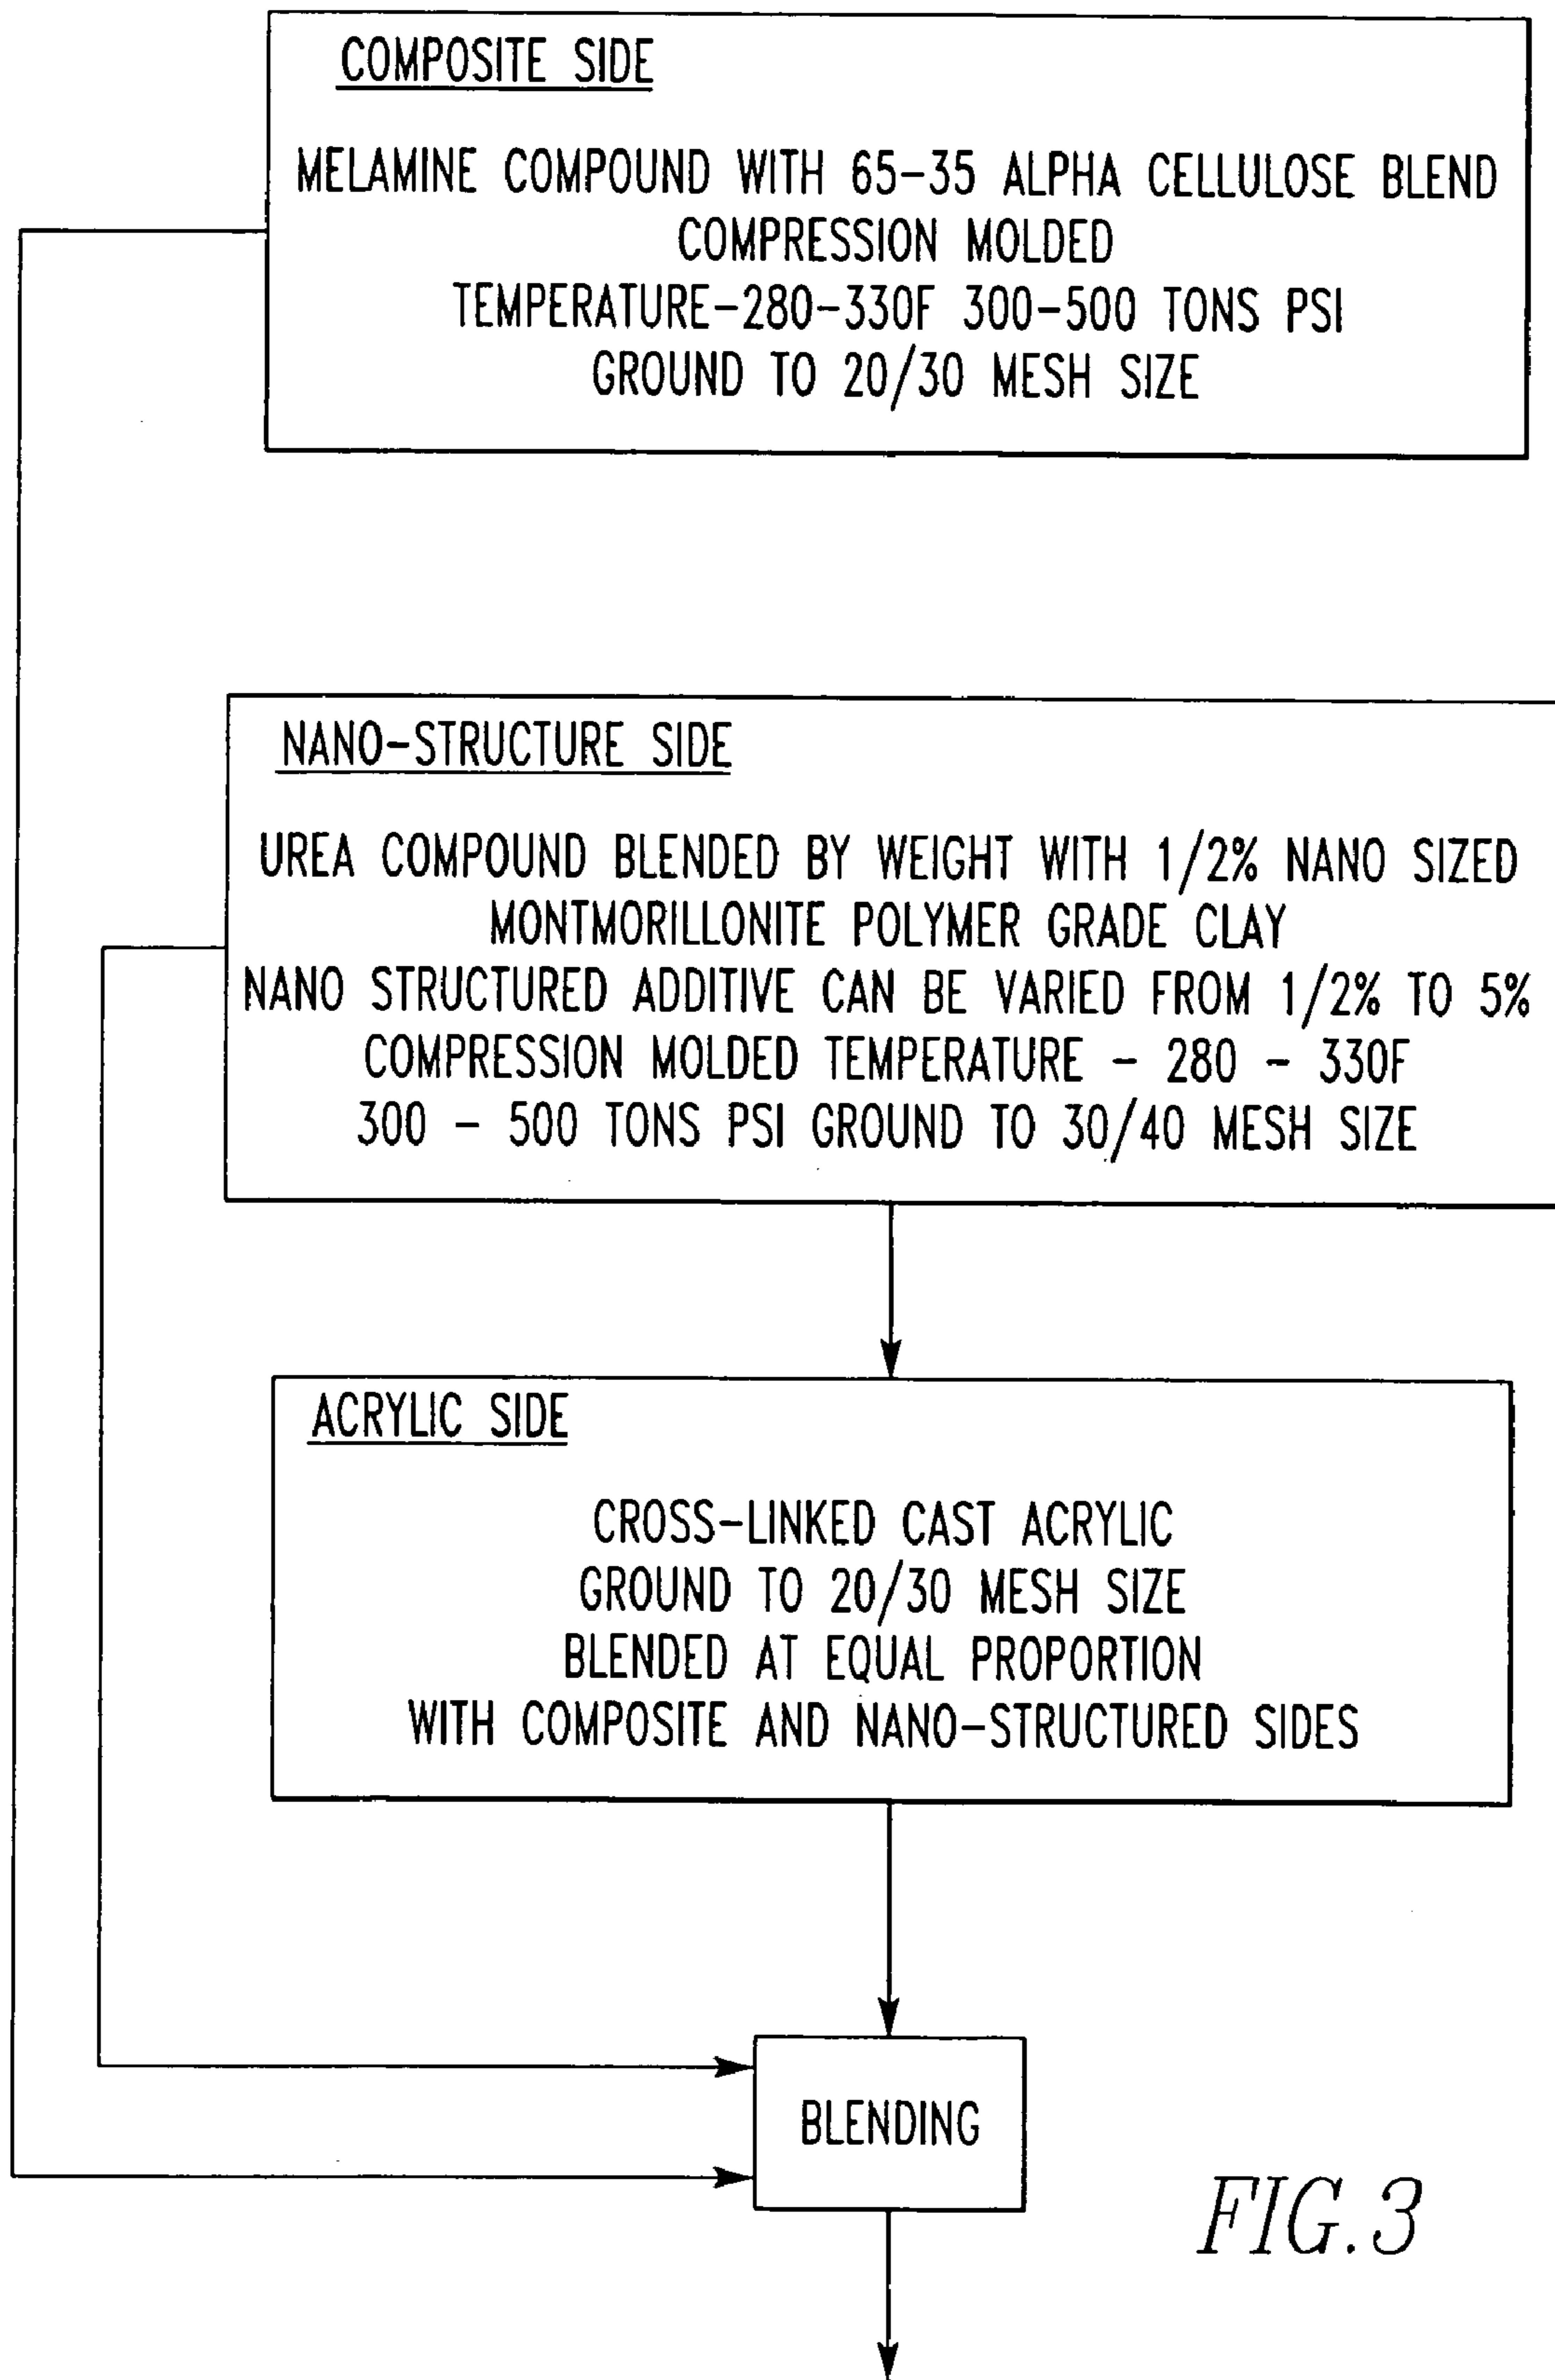 COMPOSITE SIDE
MELAMINE COMPOUND WITH 65-35 ALPHA CELLULOSE BLEND
COMPRESSION MOLDED
TEMPERATURE-280-330F 300-500 TONS PSI
GROUND TO 20/30 MESH SIZE
NANO-STRUCTURE SIDE
UREA COMPOUND BLENDED BY WEIGHT WITH 1/2% NANO SIZED
MONTMORILLONITE POLYMER GRADE CLAY
NANO STRUCTURED ADDITIVE CAN BE VARIED FROM 1/2% TO 5%
COMPRESSION MOLDED TEMPERATURE - 280 - 330F
300 - 500 TONS PSI GROUND TO 30/40 MESH SIZE
ACRYLIC SIDE
CROSS-LINKED CAST ACRYLIC
GROUND TO 20/30 MESH SIZE
BLENDED AT EQUAL PROPORTION
WITH COMPOSITE AND NANO-STRUCTURED SIDES
BLENDING
FIG.3